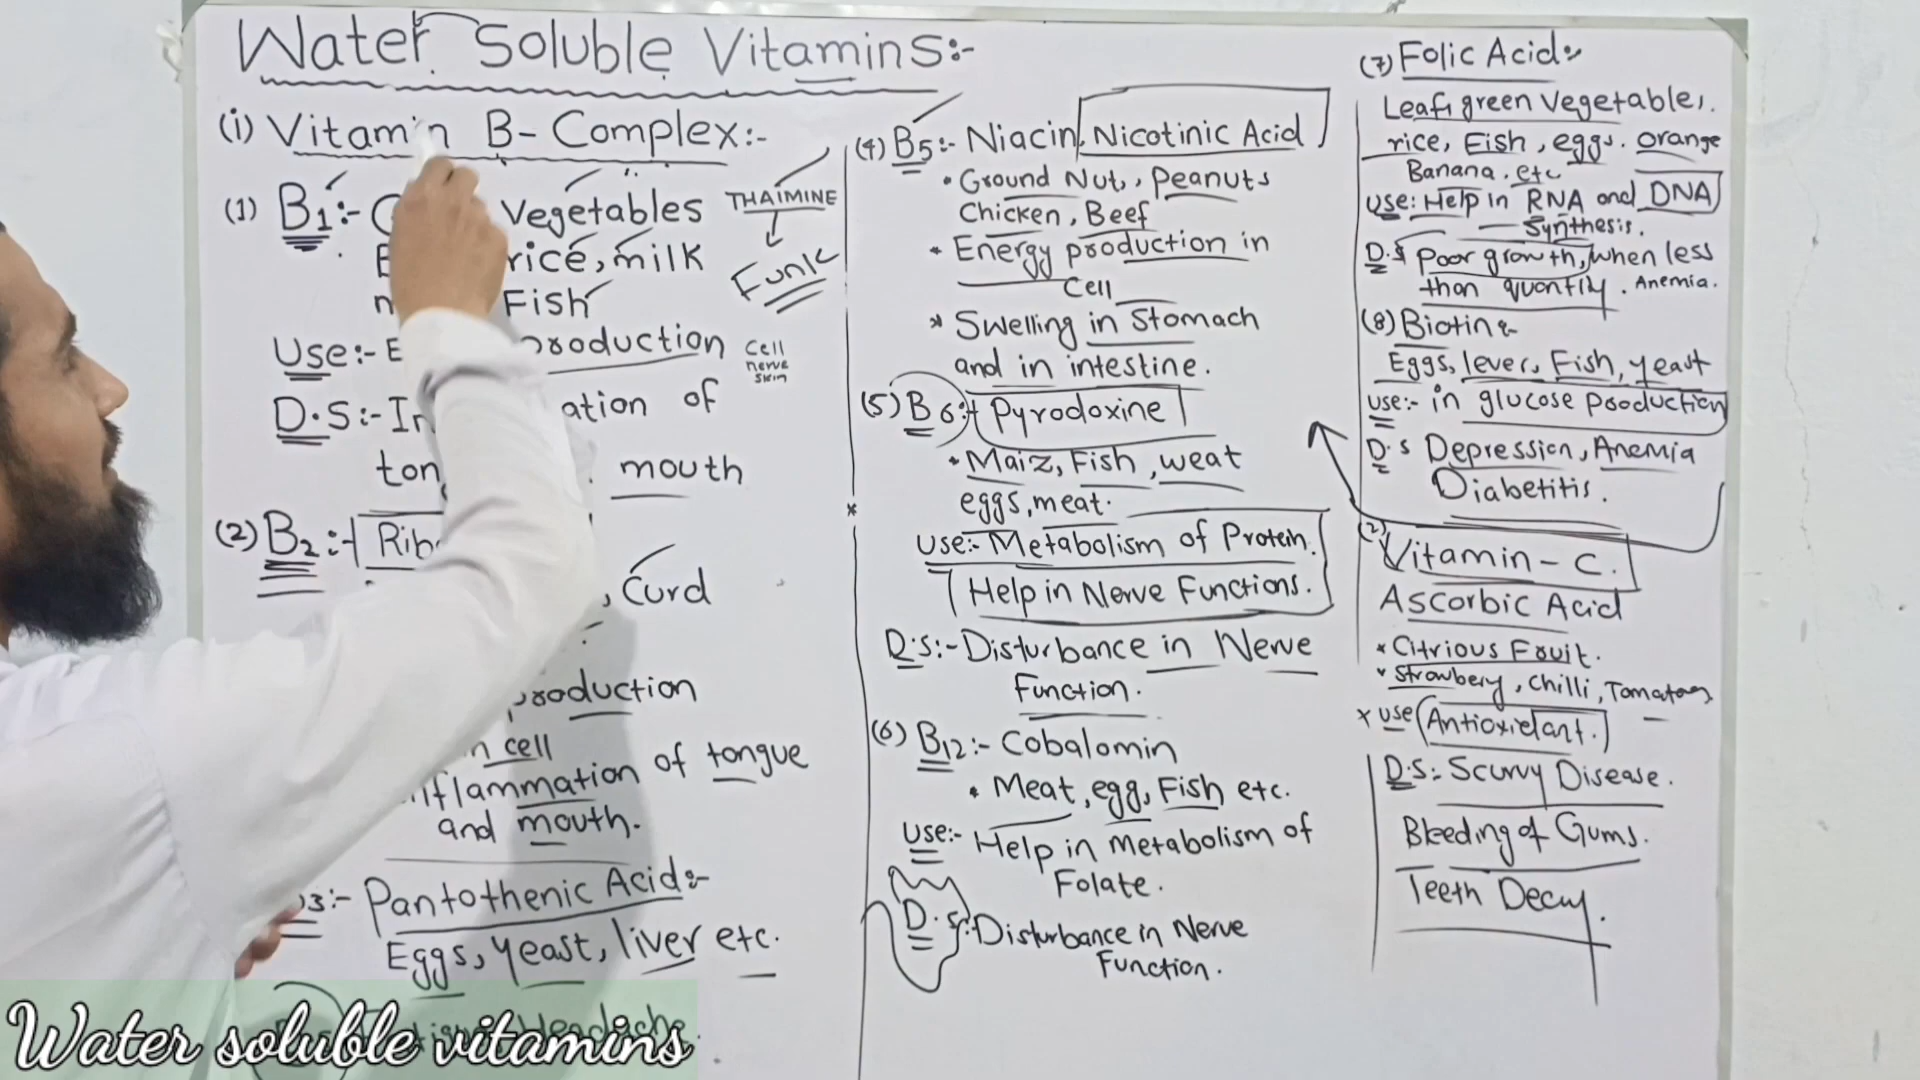 Water Soluble Vitamins:-
(i) Vitamin B- Complex:-
(1) B1:- Vegetables
rice, milk
Fish
Use:- production
D.S:- ation of
mouth
THAIMINE
Funk
Cell
nerve
skin
(2) B2:-
, Curd
production
cell
flammation of tongue
and mouth.
3:- Pantothenic Acid:-
Eggs, yeast, liver etc.
Headache.
(4) B5:- Niacin, Nicotinic Acid
• Ground Nut, Peanuts
Chicken, Beef
* Energy production in
Cell
* Swelling in Stomach
and in intestine.
(5) B6:- Pyrodoxine
• Maiz, Fish, weat
eggs, meat.
Use:- Metabolism of Protein.
Help in Nerve Functions.
D.S:- Disturbance in Nerve
Function.
(6) B12:- Cobalomin
• Meat, egg, Fish etc.
Use:- Help in Metabolism of
Folate.
D.S:- Disturbance in Nerve
Function.
(7) Folic Acid:-
Leafi green Vegetables.
rice, Fish, eggs. orange
Banana. etc
Use: Help in RNA and DNA
Synthesis.
D.S Poor growth, when less
than quantity. Anemia.
(8) Biotin:-
Eggs, lever, Fish, yeast
Use:- in glucose production
D.S Depression, Anemia
Diabetitis.
(2) Vitamin - C.
Ascorbic Acid
* Citrious Fruit.
* Strowbery, Chilli, Tomatoes
* use Antioxidant.
D.S: Scurvy Disease.
Bleeding of Gums.
Teeth Decay.
Water soluble vitamins